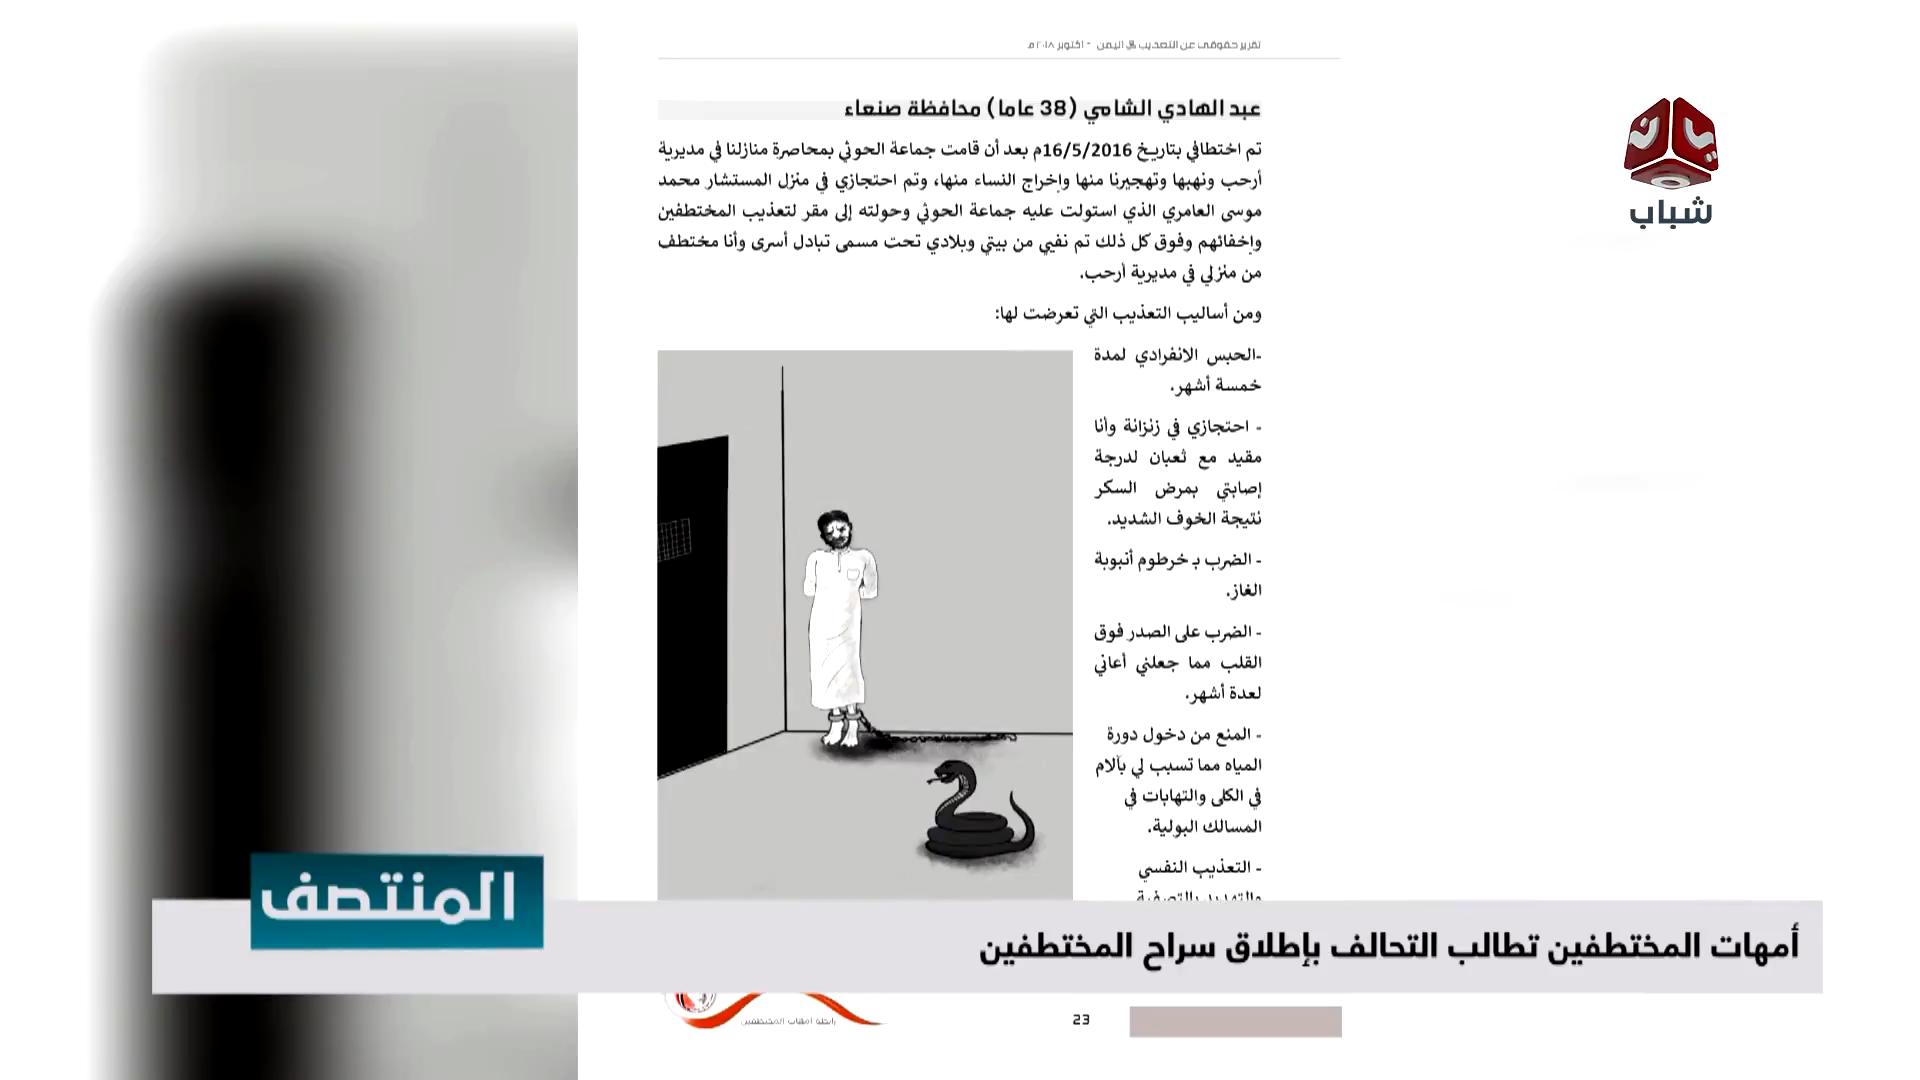 تقرير حقوقي عن التعذيب في اليمن - اكتوبر ٢٠١٨م
عبد الهادي الشامي (38 عاما) محافظة صنعاء
تم اختطافي بتاريخ 16/5/2016م بعد أن قامت جماعة الحوثي بمحاصرة منازلنا في مديرية
أرحب ونهبها وتهجيرنا منها وإخراج النساء منها، وتم احتجازي في منزل المستشار محمد
موسى العامري الذي استولت عليه جماعة الحوثي وحولته إلى مقر لتعذيب المختطفين
وإخفائهم وفوق كل ذلك تم نفيي من بيتي وبلادي تحت مسمى تبادل أسرى وأنا مختطف
من منزلي في مديرية أرحب.
ومن أساليب التعذيب التي تعرضت لها:
-الحبس الانفرادي لمدة
خمسة أشهر.
- احتجازي في زنزانة وأنا
مقيد مع ثعبان لدرجة
إصابتي بمرض السكر
نتيجة الخوف الشديد.
- الضرب بـ خرطوم أنبوبة
الغاز.
- الضرب على الصدر فوق
القلب مما جعلني أعاني
لعدة أشهر.
- المنع من دخول دورة
المياه مما تسبب لي بآلام
في الكلى والتهابات في
المسالك البولية.
- التعذيب النفسي
والتهديد بالتصفية
يمن
شباب
المنتصف
أمهات المختطفين تطالب التحالف بإطلاق سراح المختطفين
رابطة امهات المختطفين
23